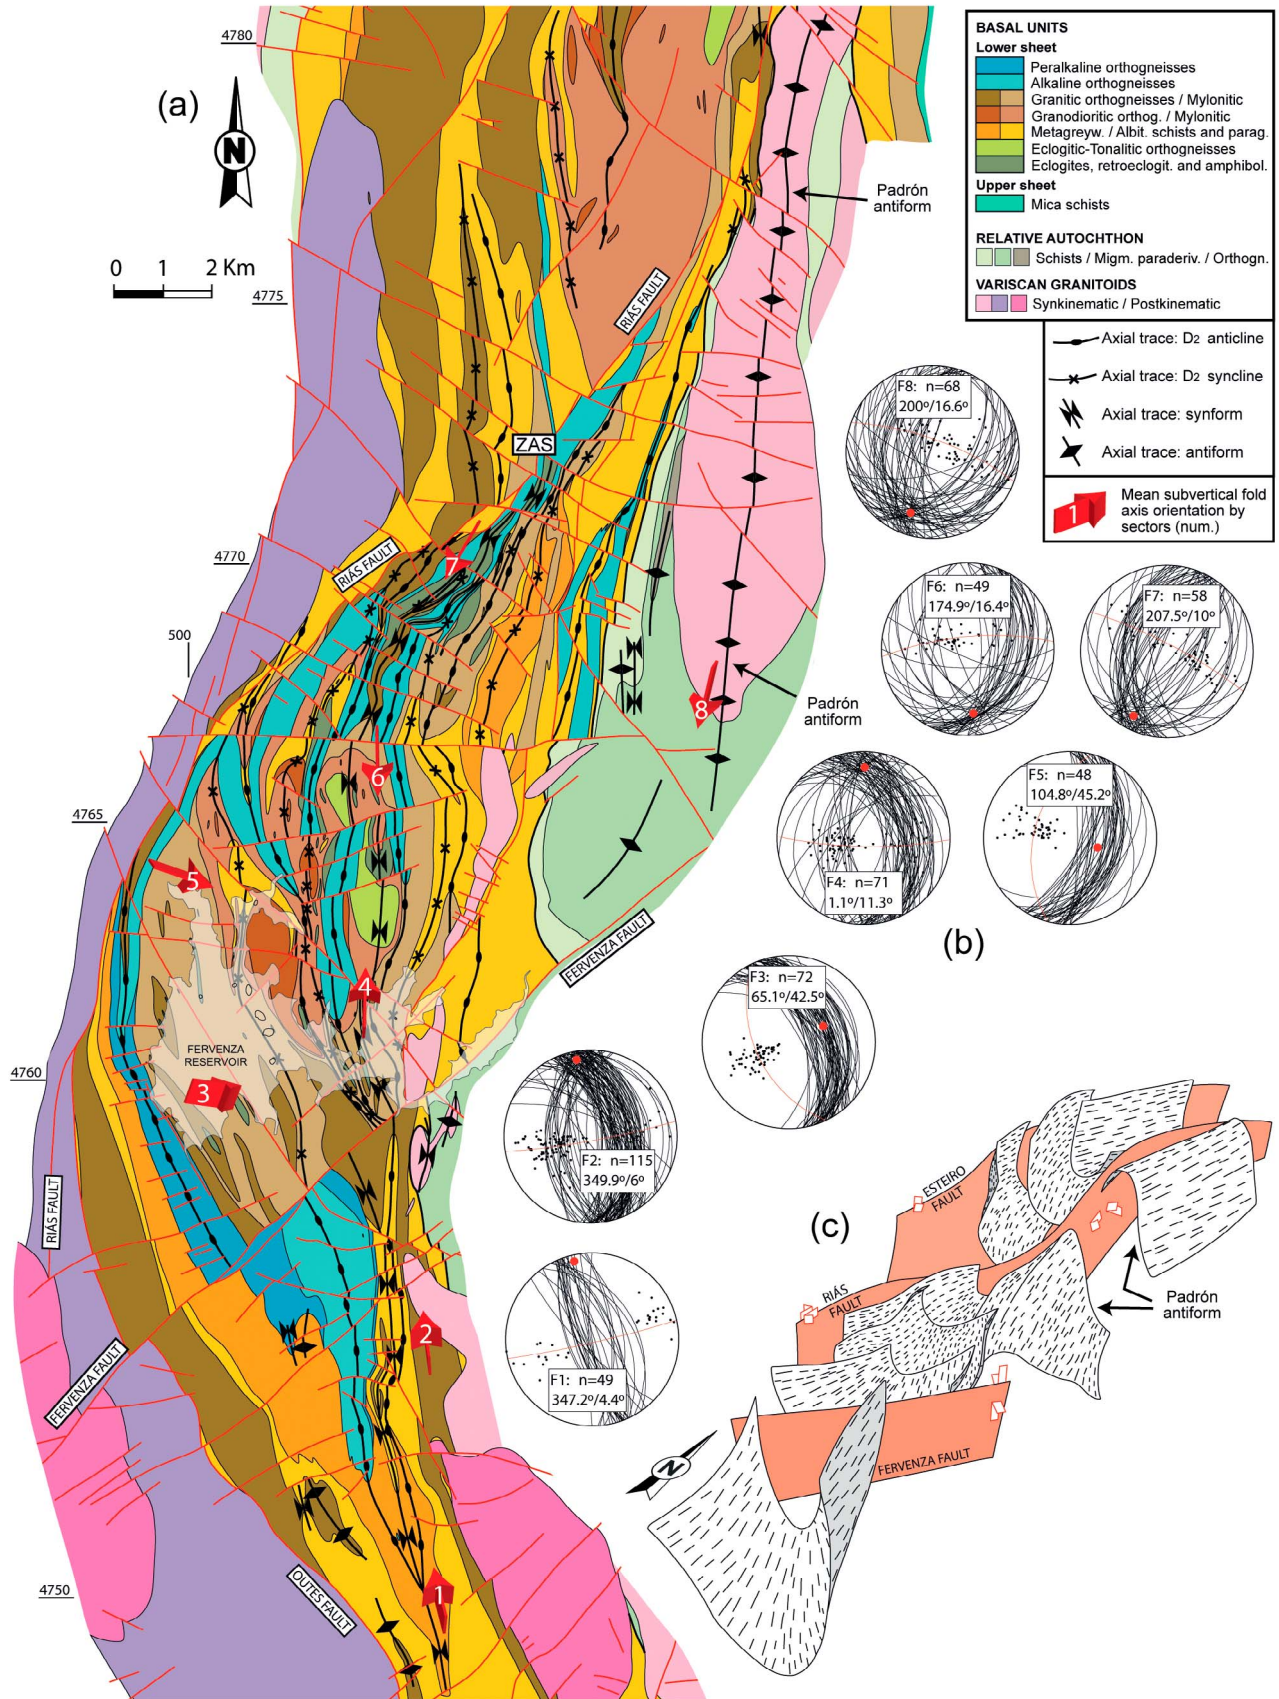 (a)
N
0 1 2 Km
4780
4775
4770
500
4765
4760
4750
Padrón
antiform
RIÁS FAULT
ZAS
RIÁS FAULT
7
8
Padrón
antiform
6
5
4
FERVENZA FAULT
FERVENZA
RESERVOIR
3
RIÁS FAULT
2
FERVENZA FAULT
OUTES FAULT
1
BASAL UNITS
Lower sheet
Peralkaline orthogneisses
Alkaline orthogneisses
Granitic orthogneisses / Mylonitic
Granodioritic orthog. / Mylonitic
Metagreyw. / Albit. schists and parag.
Eclogitic-Tonalitic orthogneisses
Eclogites, retroeclogit. and amphibol.
Upper sheet
Mica schists
RELATIVE AUTOCHTHON
Schists / Migm. paraderiv. / Orthogn.
VARISCAN GRANITOIDS
Synkinematic / Postkinematic
Axial trace: D2 anticline
Axial trace: D2 syncline
Axial trace: synform
Axial trace: antiform
1
Mean subvertical fold
axis orientation by
sectors (num.)
F8: n=68
200º/16.6º
F6: n=49
174.9º/16.4º
F7: n=58
207.5º/10º
F4: n=71
1.1º/11.3º
F5: n=48
104.8º/45.2º
(b)
F3: n=72
65.1º/42.5º
F2: n=115
349.9º/6º
F1: n=49
347.2º/4.4º
(c)
ESTEIRO
FAULT
RIÁS
FAULT
Padrón
antiform
FERVENZA FAULT
N